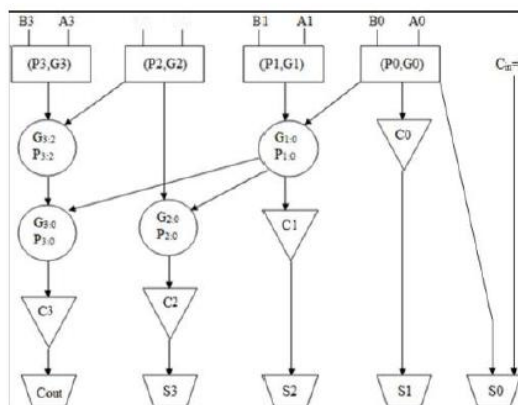 B3 A3 B1 A1 B0 A0
(P3,G3) (P2,G2) (P1,G1) (P0,G0) Cin=
G3:2 G1:0 C0
P3:2 P1:0
G3:0 G2:0 C1
P3:0 P2:0
C3 C2
Cout S3 S2 S1 S0